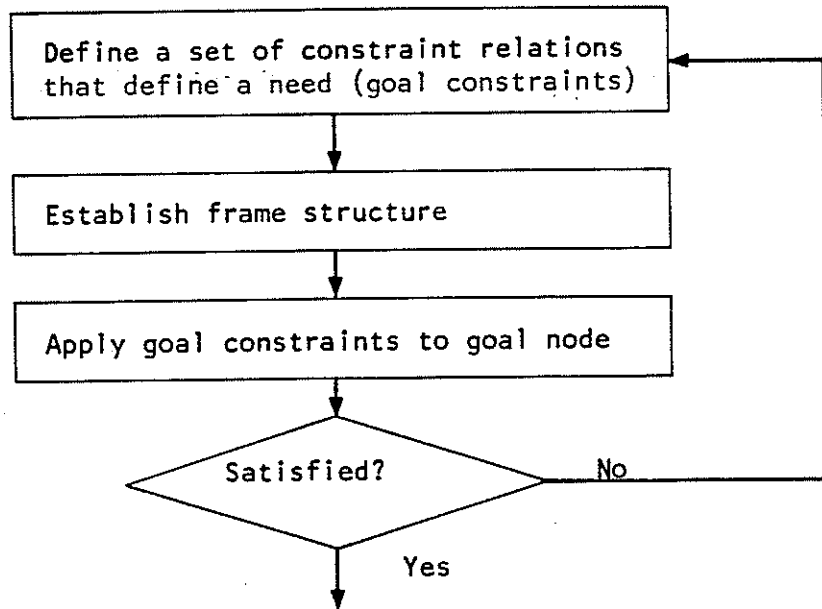 Define a set of constraint relations
that define a need (goal constraints)
Establish frame structure
Apply goal constraints to goal node
Satisfied?
No
Yes